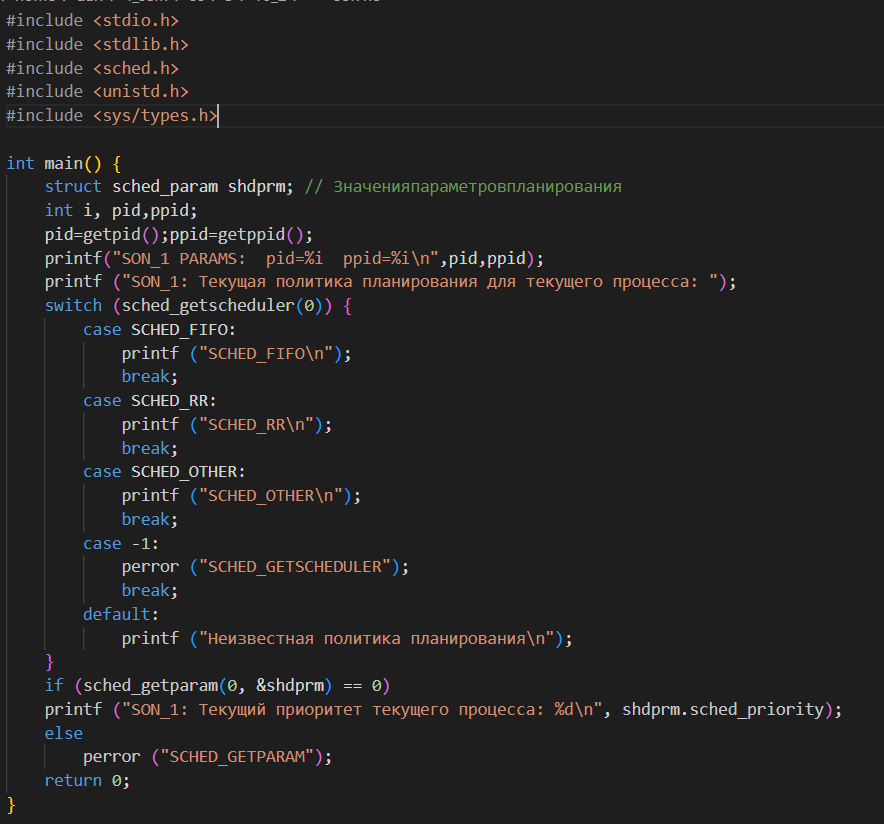 #include <stdio.h>
#include <stdlib.h>
#include <sched.h>
#include <unistd.h>
#include <sys/types.h>
int main() {
    struct sched_param shdprm; // Значенияпараметровпланирования
    int i, pid,ppid;
    pid=getpid();ppid=getppid();
    printf("SON_1 PARAMS:  pid=%i  ppid=%i\n",pid,ppid);
    printf ("SON_1: Текущая политика планирования для текущего процесса: ");
    switch (sched_getscheduler(0)) {
        case SCHED_FIFO:
            printf ("SCHED_FIFO\n");
            break;
        case SCHED_RR:
            printf ("SCHED_RR\n");
            break;
        case SCHED_OTHER:
            printf ("SCHED_OTHER\n");
            break;
        case -1:
            perror ("SCHED_GETSCHEDULER");
            break;
        default:
            printf ("Неизвестная политика планирования\n");
    }
    if (sched_getparam(0, &shdprm) == 0)
    printf ("SON_1: Текущий приоритет текущего процесса: %d\n", shdprm.sched_priority);
    else
        perror ("SCHED_GETPARAM");
    return 0;
}